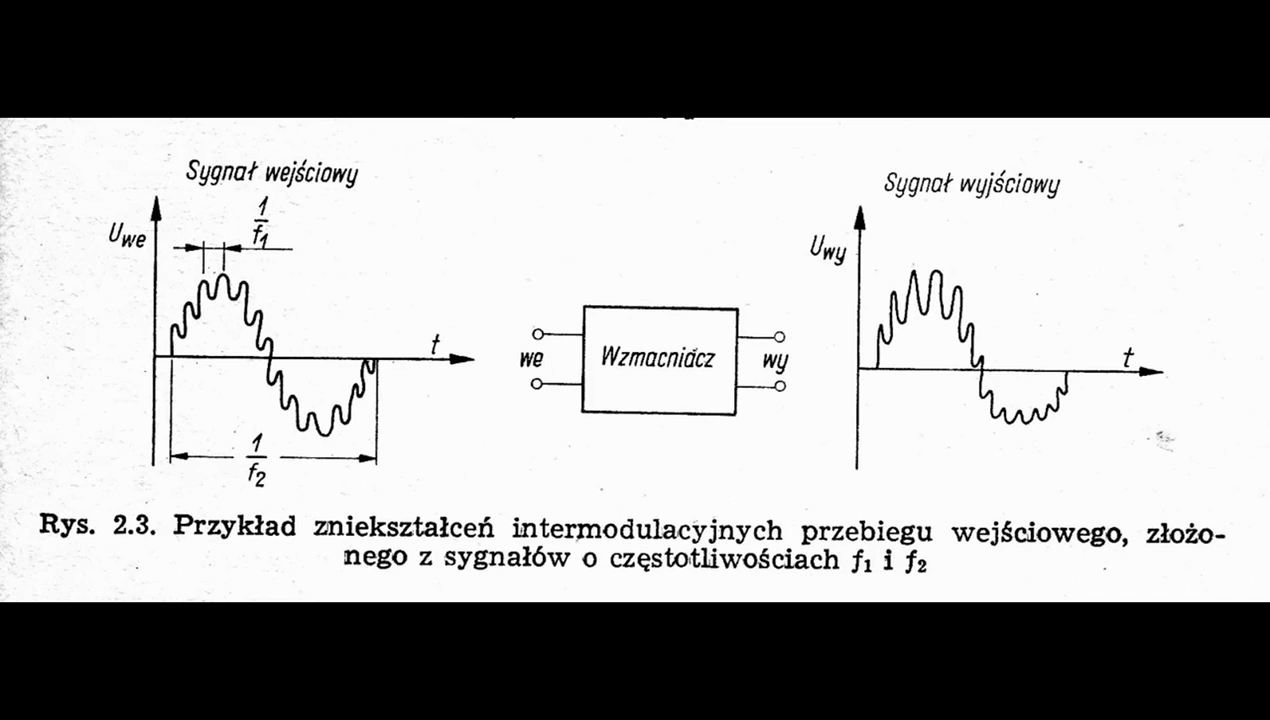 Sygnał wejściowy
Sygnał wyjściowy
1
f1
Uwe
Uwy
t
t
we
Wzmacniacz
wy
1
f2
Rys. 2.3. Przykład zniekształceń intermodulacyjnych przebiegu wejściowego, złożo-
nego z sygnałów o częstotliwościach f1 i f2